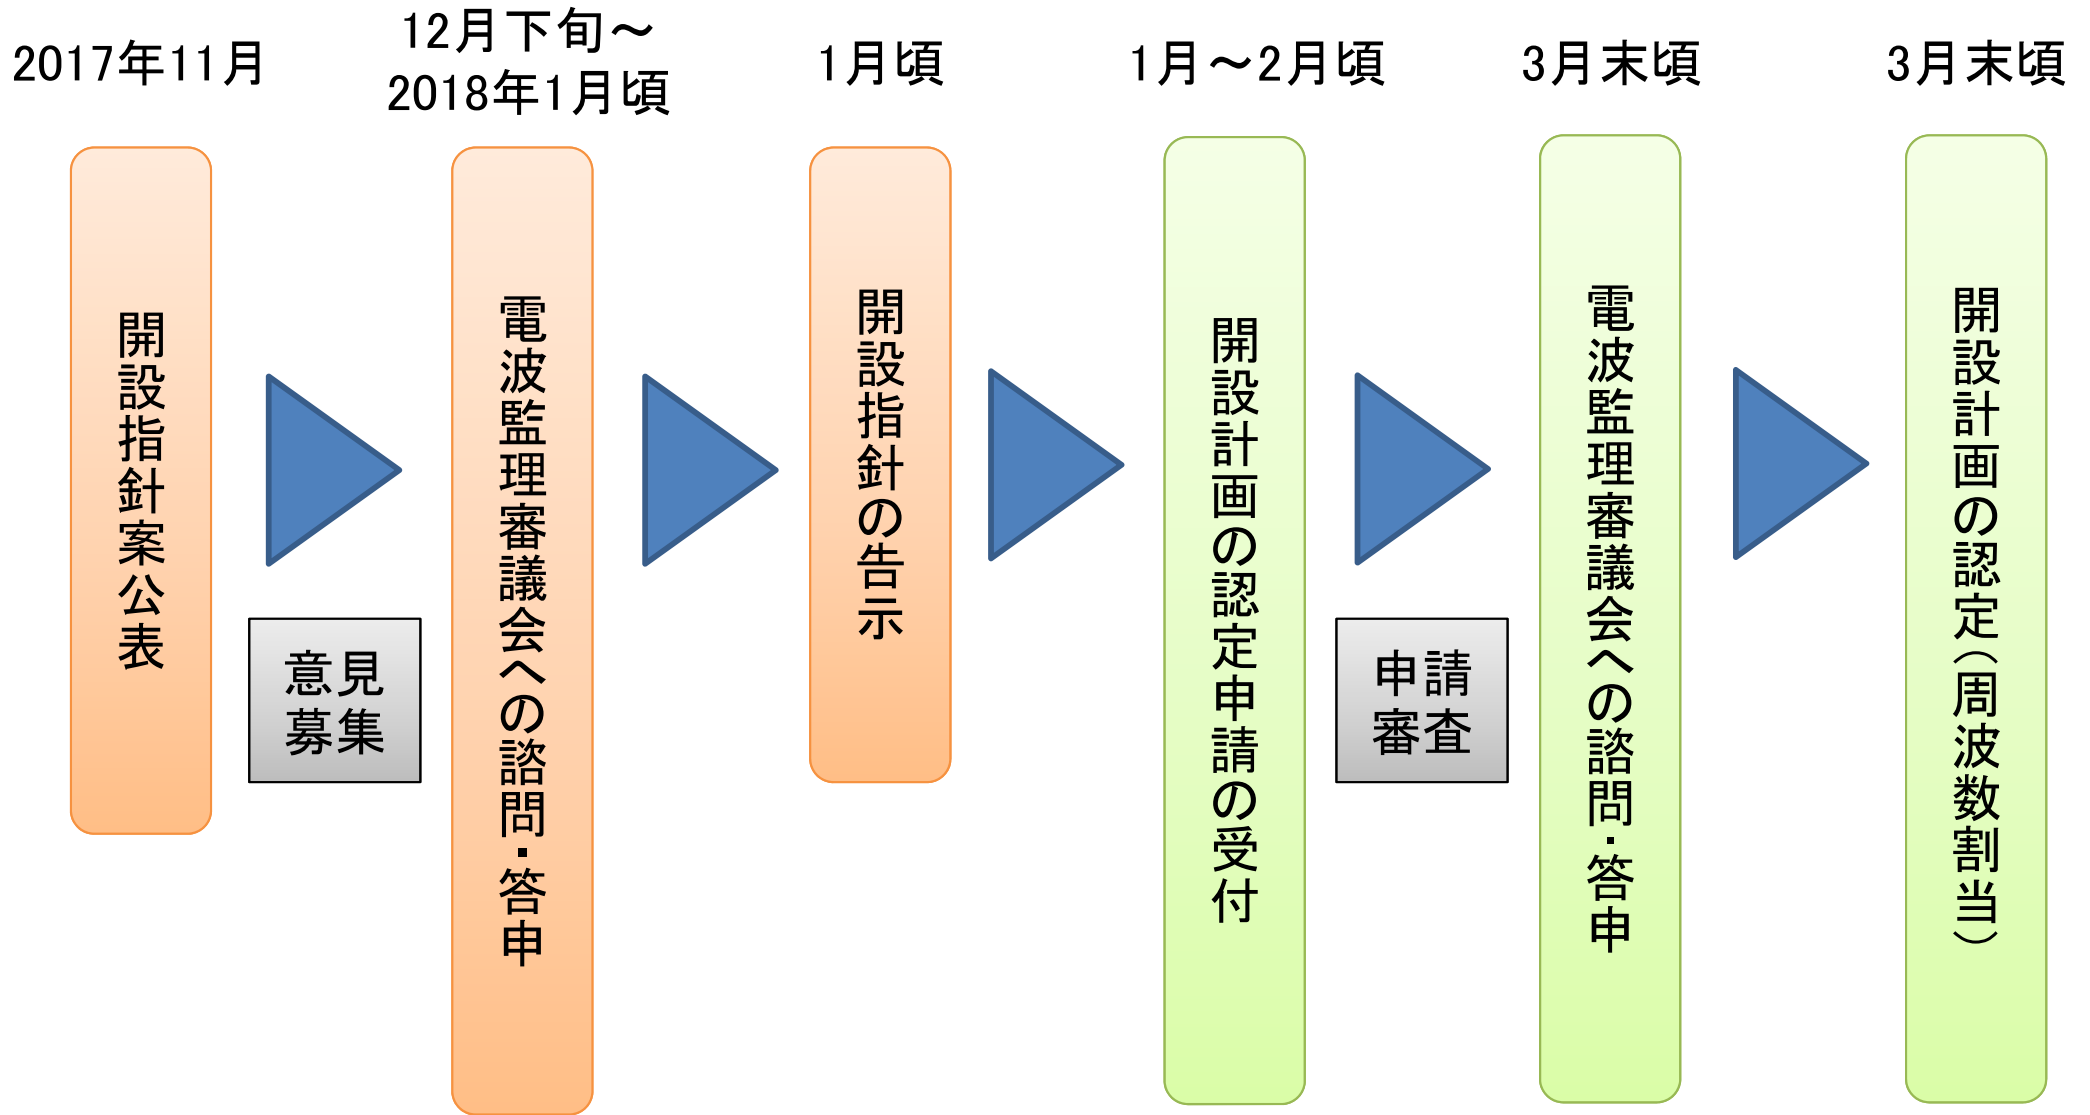 2017年11月
12月下旬～
2018年1月頃
1月頃
1月～2月頃
3月末頃
3月末頃
開設指針案公表
意見
募集
電波監理審議会への諮問・答申
開設指針の告示
開設計画の認定申請の受付
申請
審査
電波監理審議会への諮問・答申
開設計画の認定（周波数割当）